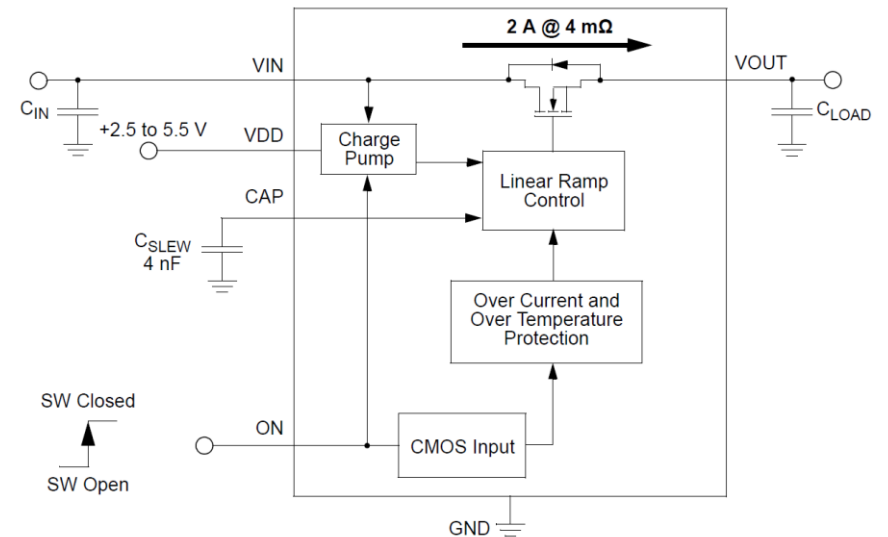 2 A @ 4 mΩ
VIN
VOUT
CIN
CLOAD
+2.5 to 5.5 V
VDD
Charge
Pump
Linear Ramp
Control
CAP
CSLEW
4 nF
Over Current and
Over Temperature
Protection
SW Closed
ON
CMOS Input
SW Open
GND